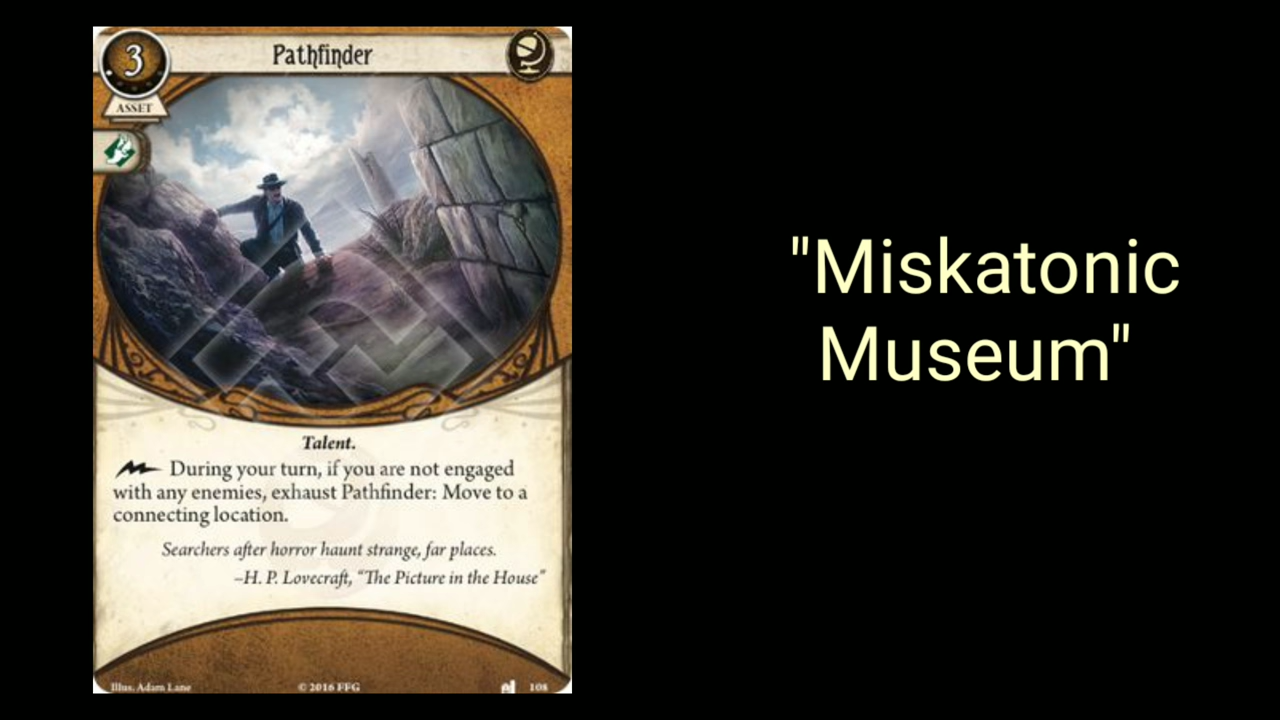 3
Pathfinder
ASSET
Talent.
During your turn, if you are not engaged
with any enemies, exhaust Pathfinder: Move to a
connecting location.
Searchers after horror haunt strange, far places.
–H. P. Lovecraft, “The Picture in the House”
Illus. Adam Lane
© 2016 FFG
108
"Miskatonic
Museum"